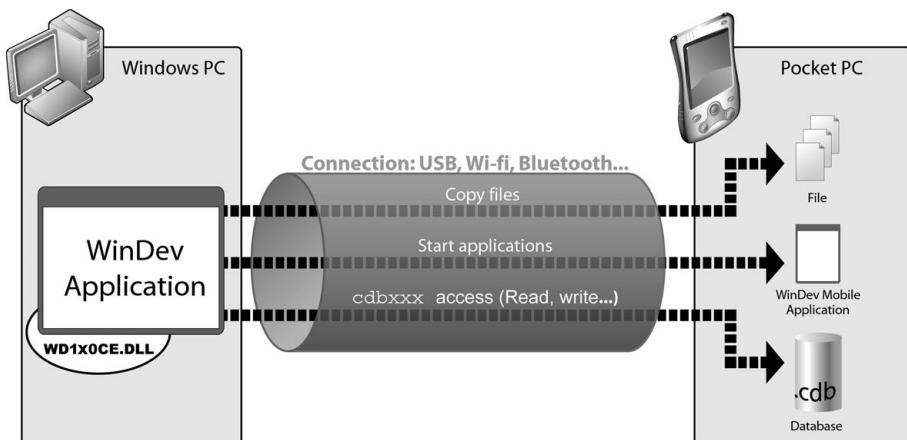 Windows PC
Pocket PC
Connection: USB, Wi-fi, Bluetooth...
Copy files
File
WinDev
Application
Start applications
WinDev Mobile
Application
cdbxxx access (Read, write...)
WD1x0CE.DLL
.cdb
Database